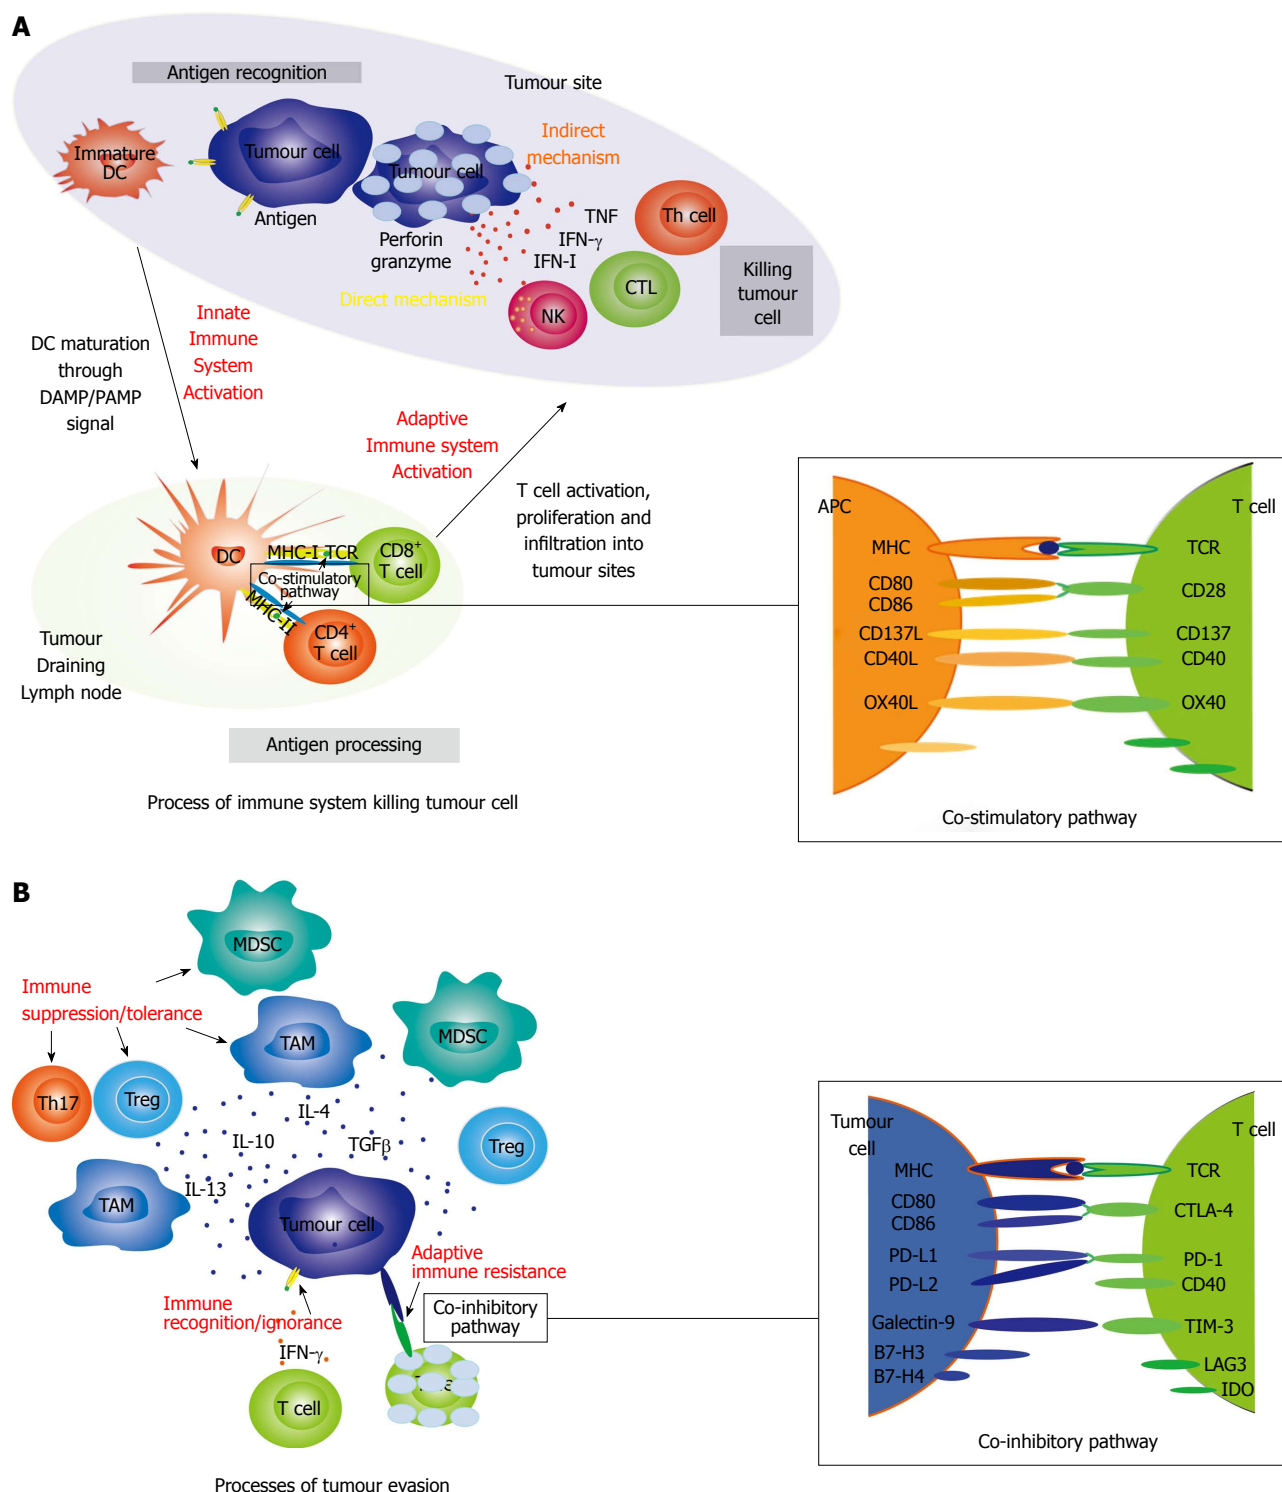 A
Antigen recognition
Tumour site
Immature
DC
Tumour cell
Antigen
Tumour cell
Perforin
granzyme
Direct mechanism
Indirect
mechanism
TNF
IFN-γ
IFN-I
Th cell
CTL
NK
Killing
tumour
cell
DC maturation
through
DAMP/PAMP
signal
Innate
Immune
System
Activation
Adaptive
Immune system
Activation
T cell activation,
proliferation and
infiltration into
tumour sites
DC
MHC-I TCR
CD8+
T cell
Co-stimulatory
pathway
MHC-II
CD4+
T cell
Tumour
Draining
Lymph node
Antigen processing
Process of immune system killing tumour cell
APC
T cell
MHC
TCR
CD80
CD86
CD28
CD137L
CD137
CD40L
CD40
OX40L
OX40
Co-stimulatory pathway
B
MDSC
Immune
suppression/tolerance
TAM
MDSC
Th17
Treg
IL-4
IL-10
TGFβ
Treg
IL-13
TAM
Tumour cell
Adaptive
immune resistance
Immune
recognition/ignorance
Co-inhibitory
pathway
IFN-γ
T cell
Processes of tumour evasion
Tumour
cell
T cell
MHC
TCR
CD80
CD86
CTLA-4
PD-L1
PD-1
PD-L2
CD40
Galectin-9
TIM-3
B7-H3
LAG3
B7-H4
IDO
Co-inhibitory pathway